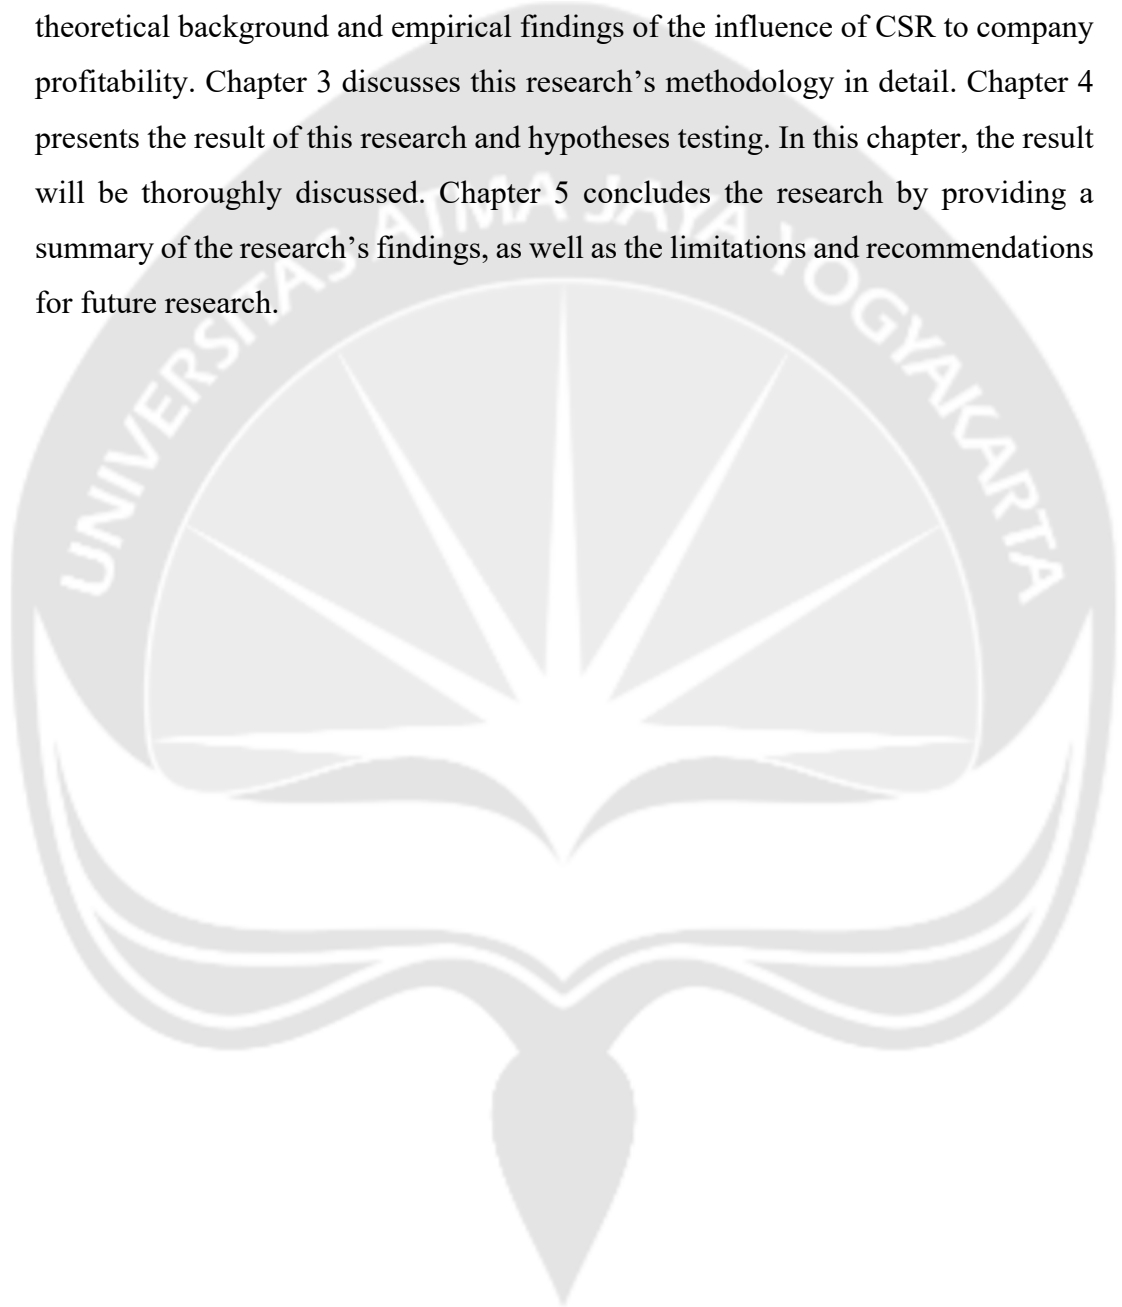 theoretical background and empirical findings of the influence of CSR to company
profitability. Chapter 3 discusses this research’s methodology in detail. Chapter 4
presents the result of this research and hypotheses testing. In this chapter, the result
will be thoroughly discussed. Chapter 5 concludes the research by providing a
summary of the research’s findings, as well as the limitations and recommendations
for future research.
UNIVERSITAS ATMA JAYA YOGYAKARTA